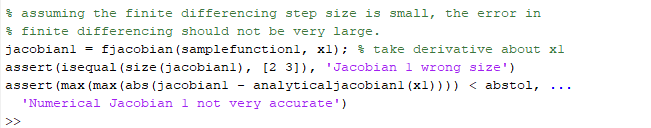 % assuming the finite differencing step size is small, the error in
% finite differencing should not be very large.
jacobian1 = fjacobian(samplefunction1, x1); % take derivative about x1
assert(isequal(size(jacobian1), [2 3]), 'Jacobian 1 wrong size')
assert(max(max(abs(jacobian1 - analyticaljacobian1(x1)))) < abstol, ...
  'Numerical Jacobian 1 not very accurate')
>>